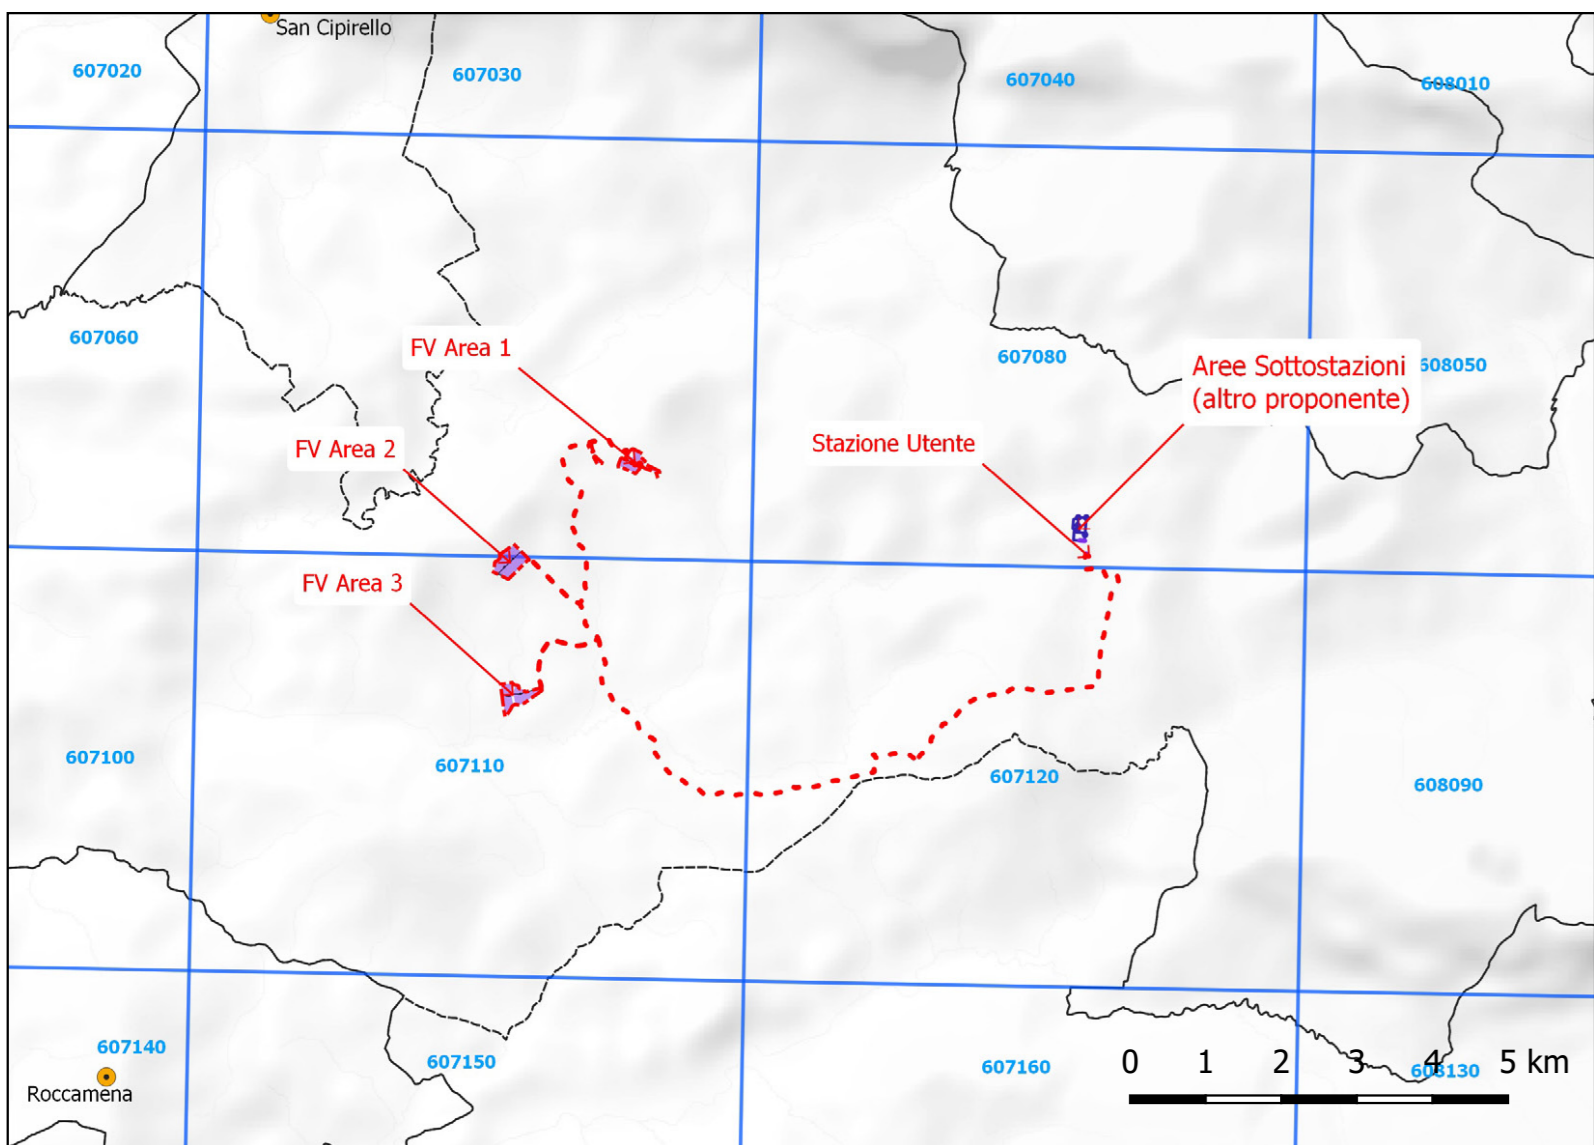 San Cipirello
607020
607030
607040
608010
607060
FV Area 1
607080
Aree Sottostazioni
(altro proponente)
608050
FV Area 2
Stazione Utente
FV Area 3
607100
607110
607120
608090
607140
607150
607160
608130
Roccamena
0 1 2 3 4 5 km